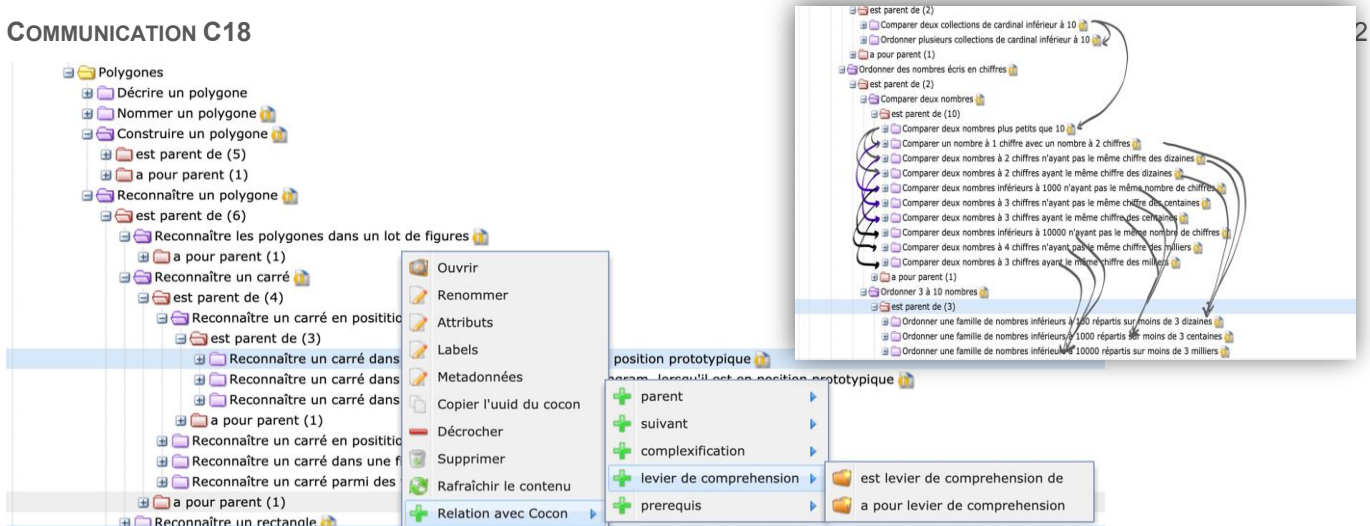 COMMUNICATION C18
2
Polygones
Décrire un polygone
Nommer un polygone
Construire un polygone
est parent de (5)
a pour parent (1)
Reconnaître un polygone
est parent de (6)
Reconnaître les polygones dans un lot de figures
a pour parent (1)
Reconnaître un carré
est parent de (4)
Reconnaître un carré en posititio
est parent de (3)
Reconnaître un carré dans position prototypique
Reconnaître un carré dans lorsqu'il est en position prototypique
Reconnaître un carré dans
a pour parent (1)
Reconnaître un carré en posititio
Reconnaître un carré dans une f
Reconnaître un carré parmi des
a pour parent (1)
Reconnaître un rectangle
Ouvrir
Renommer
Attributs
Labels
Metadonnées
Copier l'uuid du cocon
Décrocher
Supprimer
Rafraîchir le contenu
Relation avec Cocon
parent
suivant
complexification
levier de comprehension
prerequis
est levier de comprehension de
a pour levier de comprehension
est parent de (2)
Comparer deux collections de cardinal inférieur à 10
Ordonner plusieurs collections de cardinal inférieur à 10
a pour parent (1)
Ordonner des nombres écris en chiffres
est parent de (2)
Comparer deux nombres
est parent de (10)
Comparer deux nombres plus petits que 10
Comparer un nombre à 1 chiffre avec un nombre à 2 chiffres
Comparer deux nombres à 2 chiffres n'ayant pas le même chiffre des dizaines
Comparer deux nombres à 2 chiffres ayant le même chiffre des dizaines
Comparer deux nombres inférieurs à 1000 n'ayant pas le même nombre de chiffres
Comparer deux nombres à 3 chiffres n'ayant pas le même chiffre des centaines
Comparer deux nombres à 3 chiffres ayant le même chiffre des centaines
Comparer deux nombres inférieurs à 10000 n'ayant pas le même nombre de chiffres
Comparer deux nombres à 4 chiffres n'ayant pas le même chiffre des milliers
Comparer deux nombres à 3 chiffres ayant le même chiffre des milliers
a pour parent (1)
Ordonner 3 à 10 nombres
est parent de (3)
Ordonner une famille de nombres inférieurs à 100 répartis sur moins de 3 dizaines
Ordonner une famille de nombres inférieurs à 1000 répartis sur moins de 3 centaines
Ordonner une famille de nombres inférieurs à 10000 répartis sur moins de 3 milliers